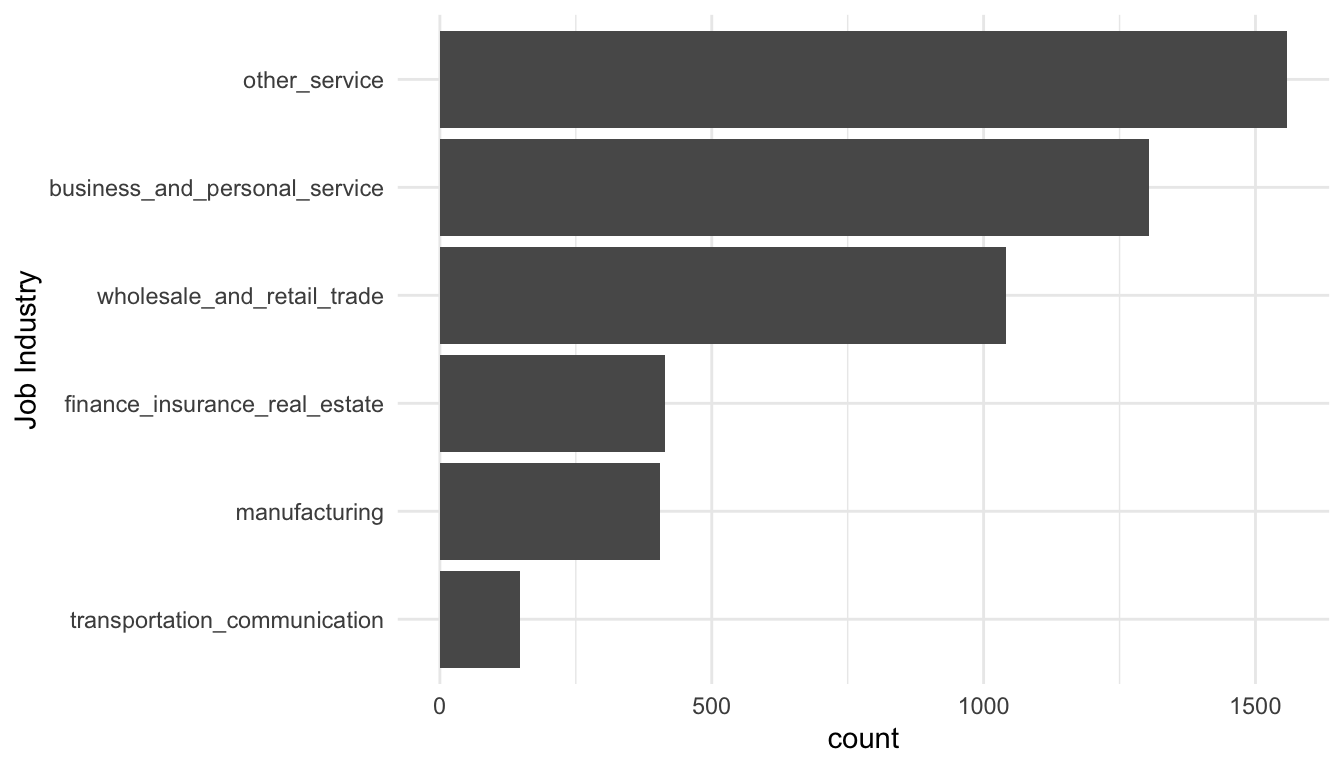 other_service
business_and_personal_service
wholesale_and_retail_trade
finance_insurance_real_estate
manufacturing
transportation_communication
Job Industry
0 500 1000 1500
count